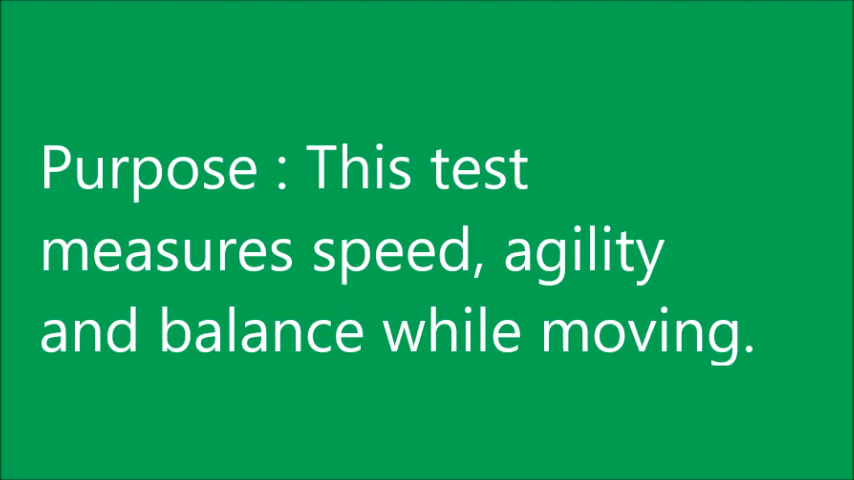 Purpose : This test
measures speed, agility
and balance while moving.